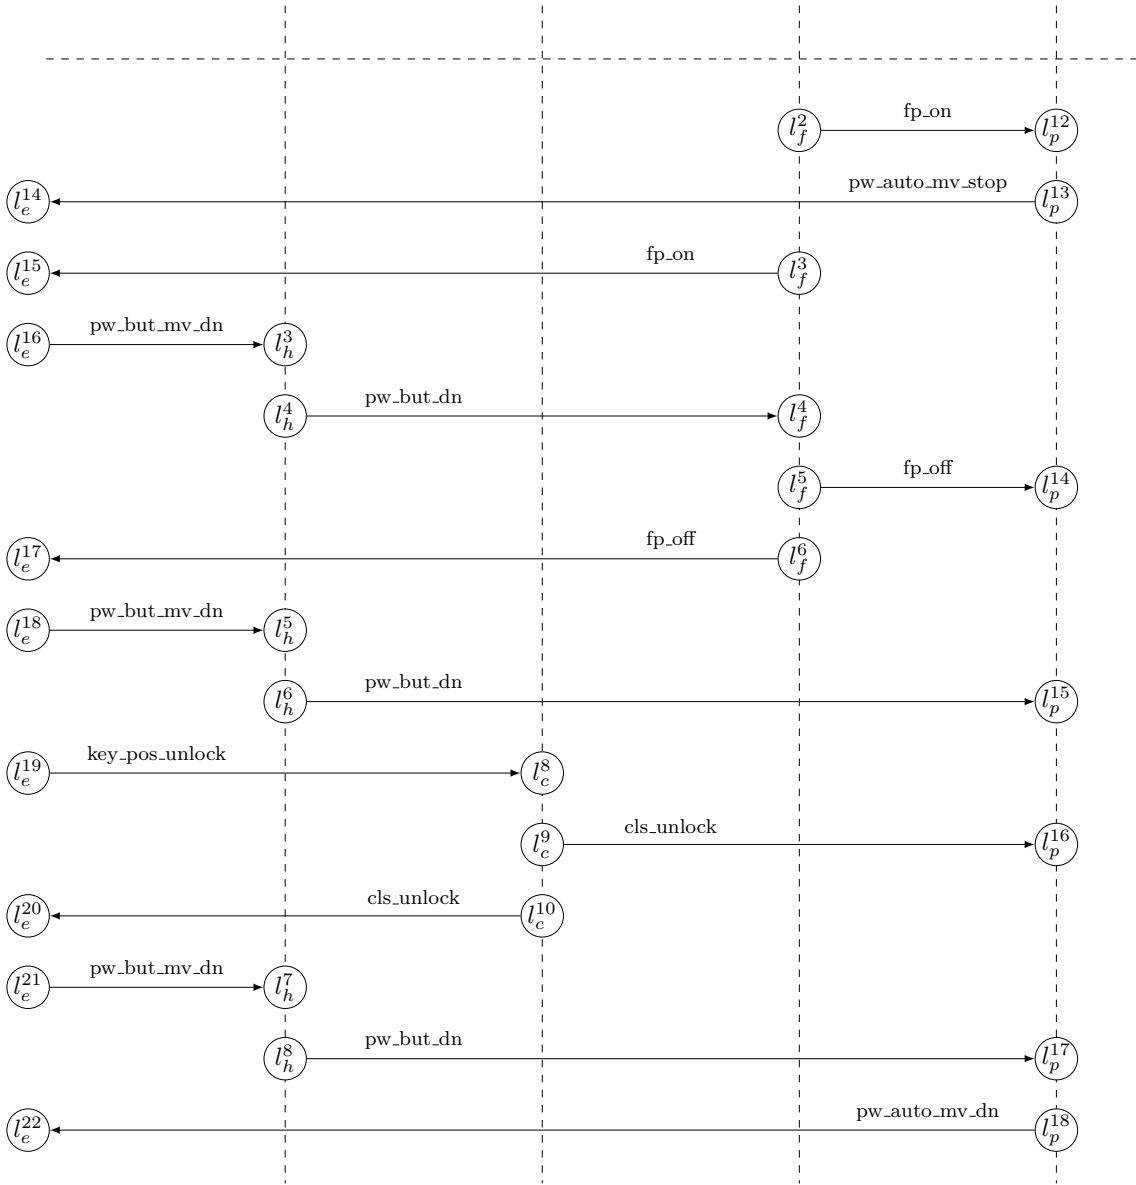 l_f^2 fp_on l_p^12
l_e^14 pw_auto_mv_stop l_p^13
l_e^15 fp_on l_f^3
l_e^16 pw_but_mv_dn l_h^3
l_h^4 pw_but_dn l_f^4
l_f^5 fp_off l_p^14
l_e^17 fp_off l_f^6
l_e^18 pw_but_mv_dn l_h^5
l_h^6 pw_but_dn l_p^15
l_e^19 key_pos_unlock l_c^8
l_c^9 cls_unlock l_p^16
l_e^20 cls_unlock l_c^10
l_e^21 pw_but_mv_dn l_h^7
l_h^8 pw_but_dn l_p^17
l_e^22 pw_auto_mv_dn l_p^18